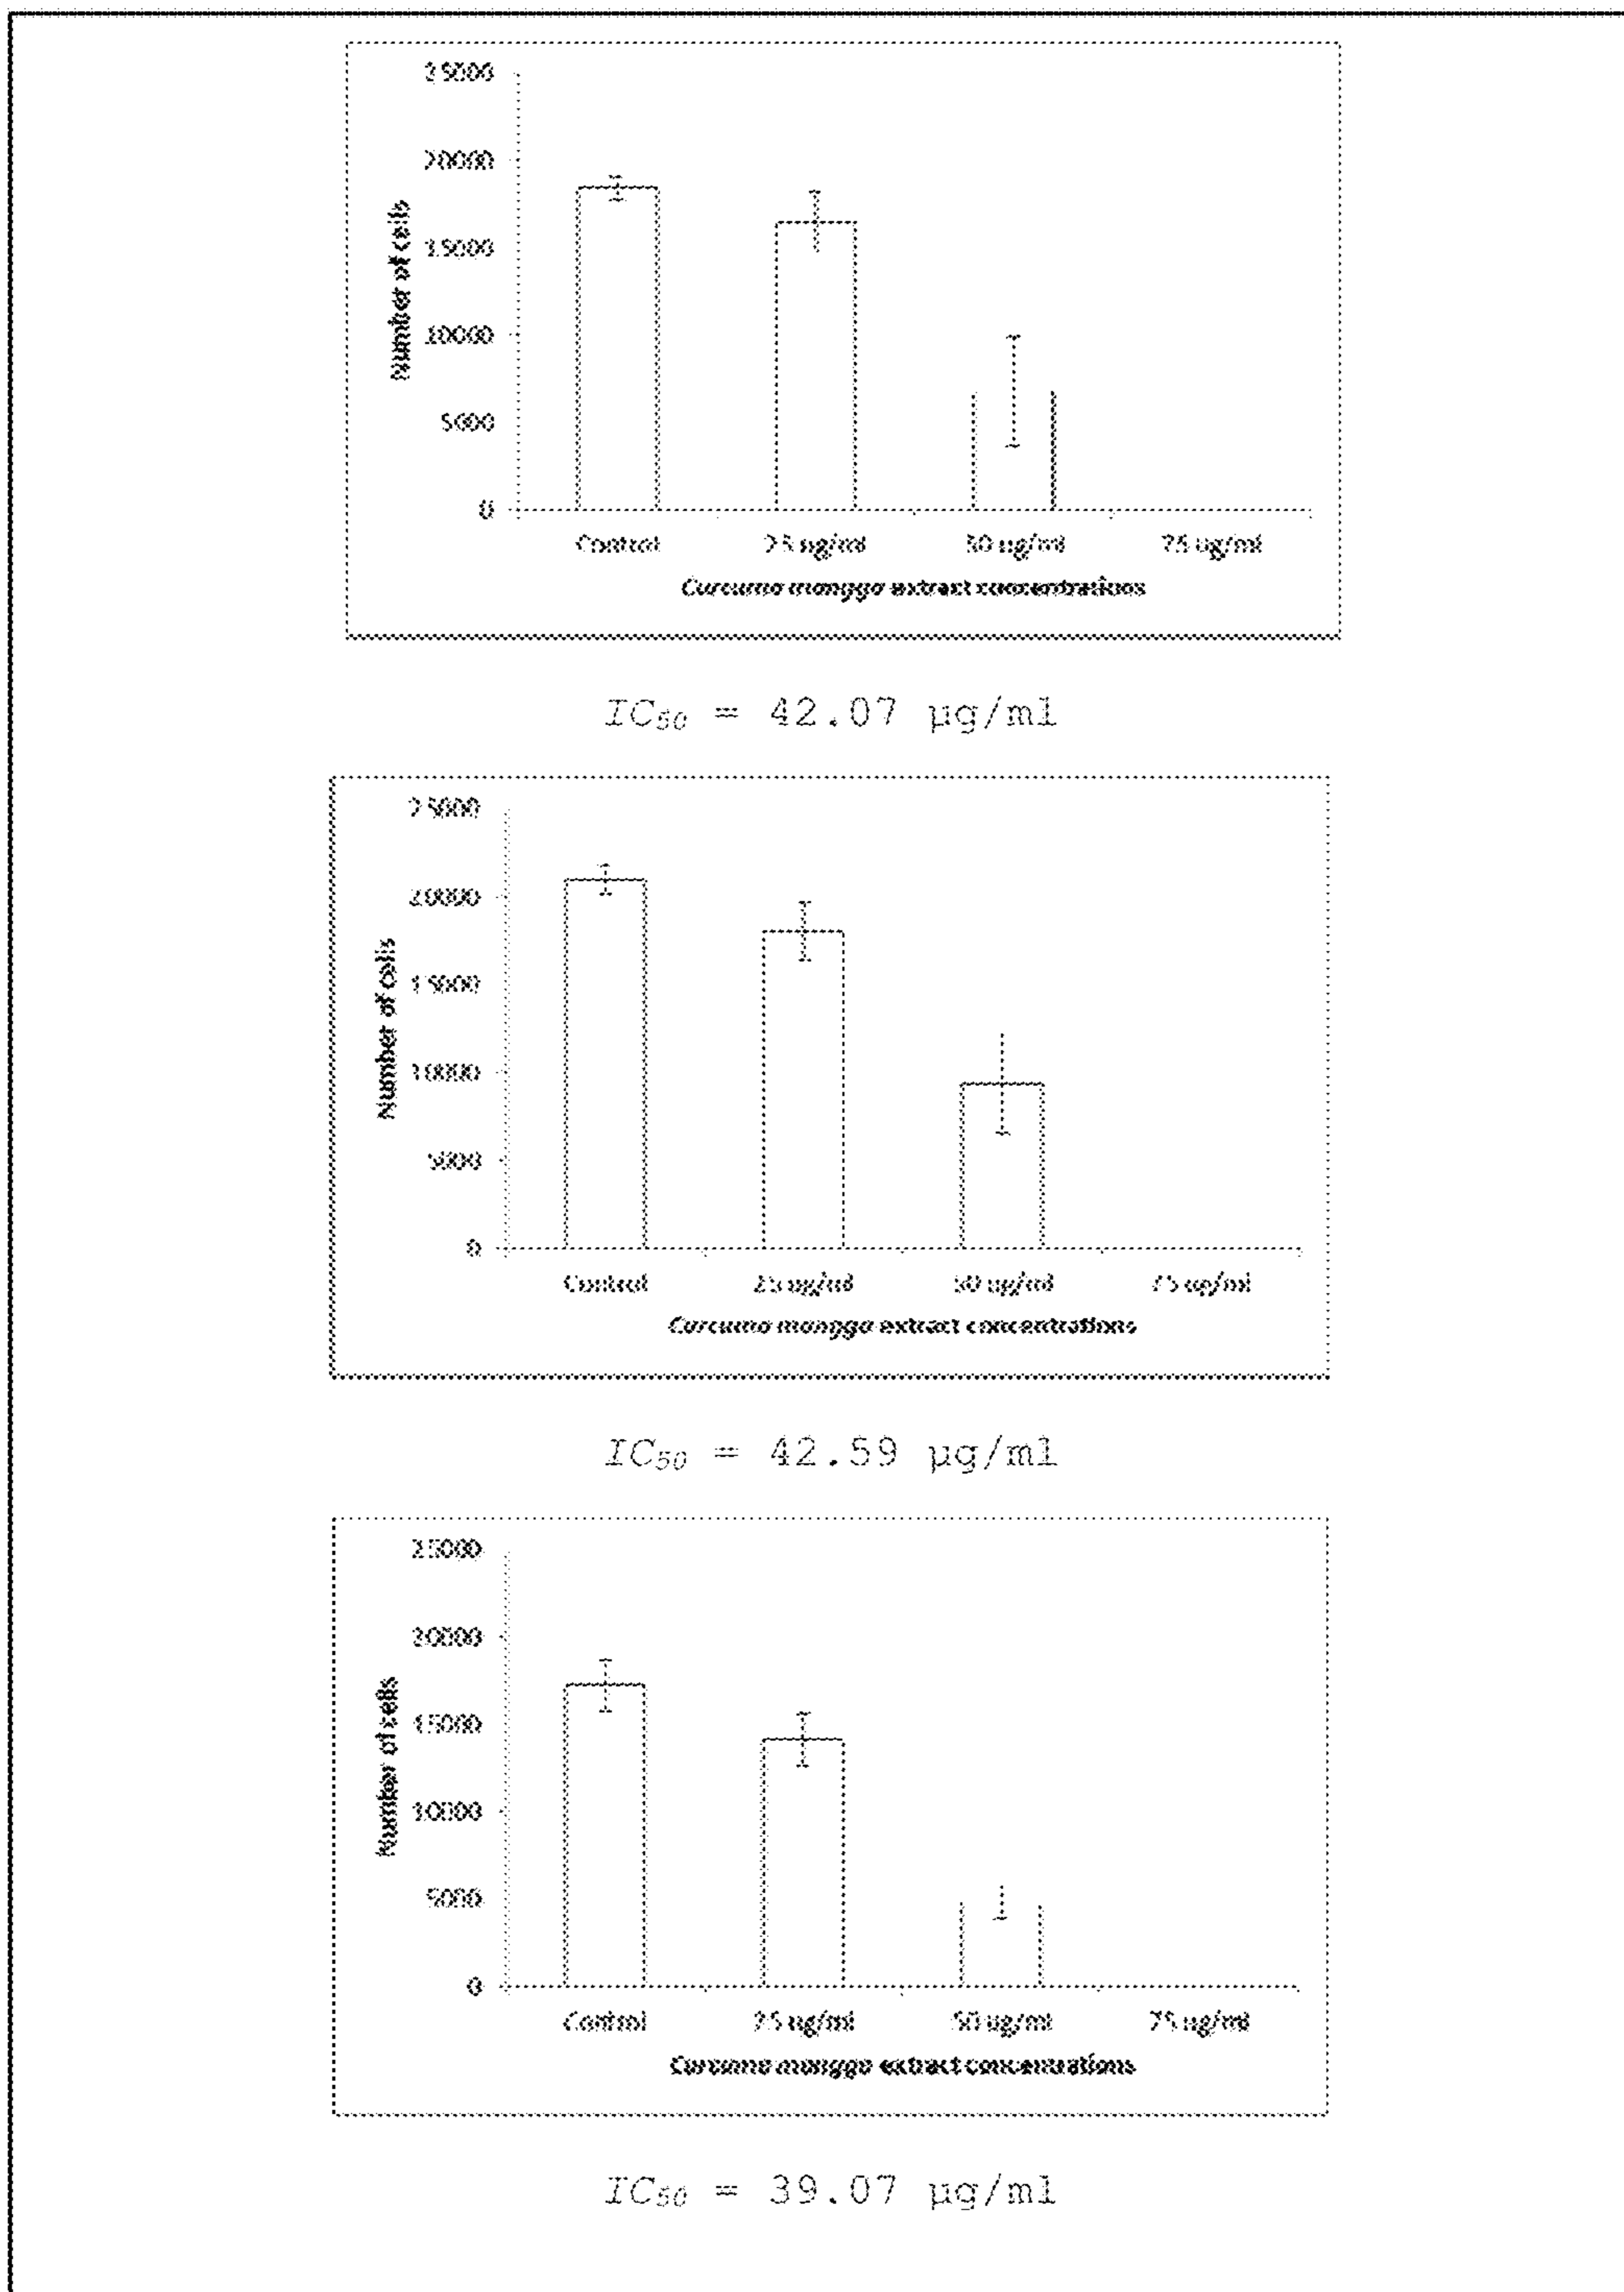 25000
20000
15000
10000
5000
0
Number of cells
Control
25 ug/ml
50 ug/ml
75 ug/ml
Curcuma mangga extract concentrations
IC50 = 42.07 µg/ml
25000
20000
15000
10000
5000
0
Number of cells
Control
25 ug/ml
50 ug/ml
75 ug/ml
Curcuma mangga extract concentrations
IC50 = 42.59 µg/ml
25000
20000
15000
10000
5000
0
Number of cells
Control
25 ug/ml
50 ug/ml
75 ug/ml
Curcuma mangga extract concentrations
IC50 = 39.07 µg/ml